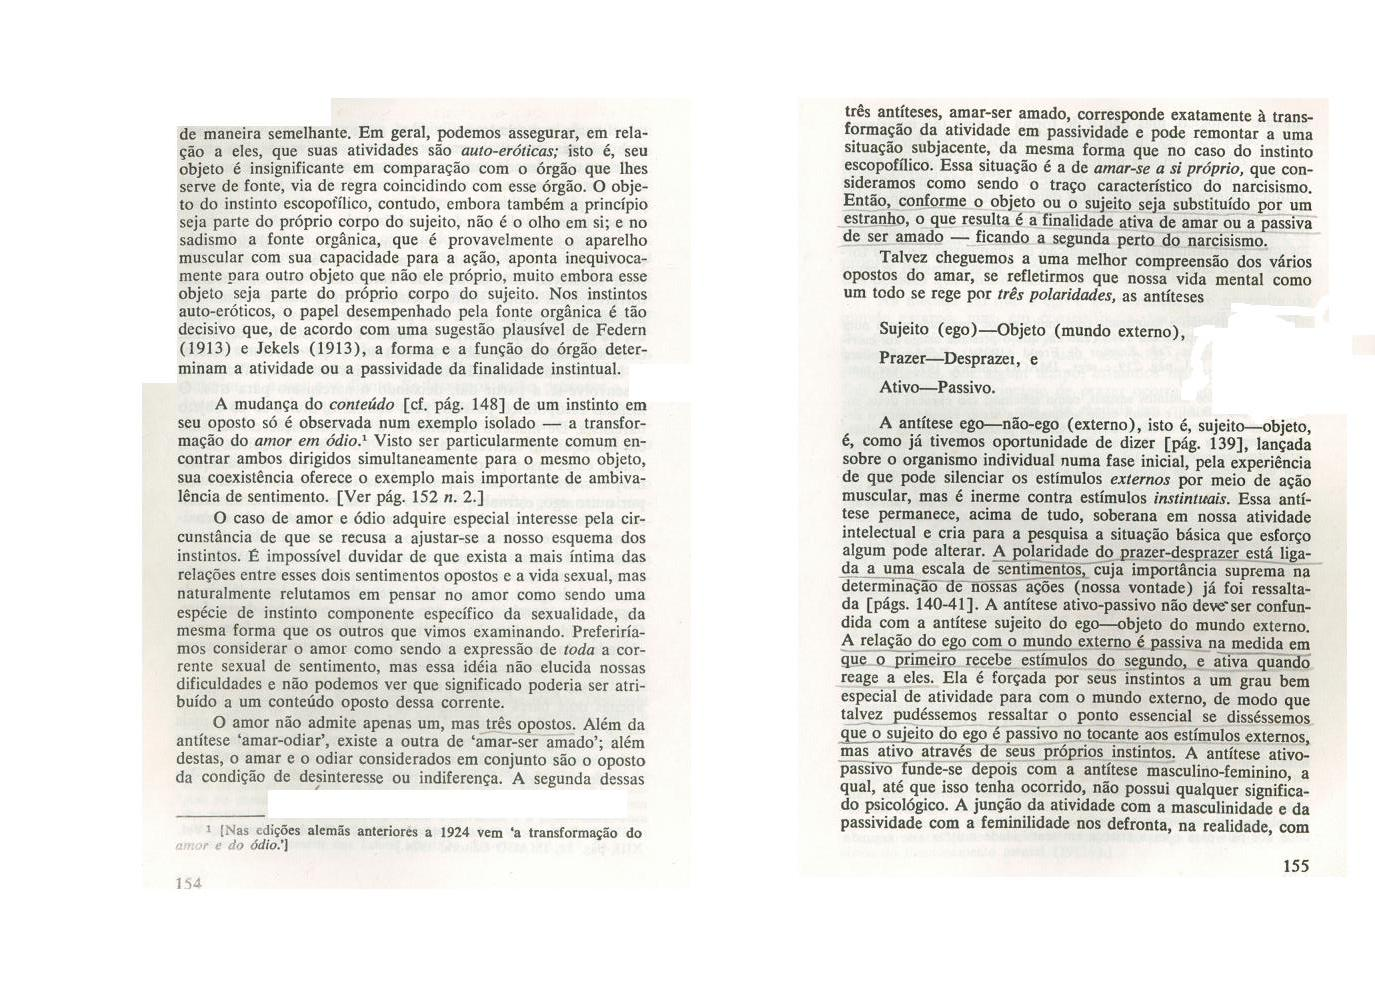 de maneira semelhante. Em geral, podemos assegurar, em rela-
ção a eles, que suas atividades são auto-eróticas; isto é, seu
objeto é insignificante em comparação com o órgão que lhes
serve de fonte, via de regra coincidindo com esse órgão. O obje-
to do instinto escopofílico, contudo, embora também a princípio
seja parte do próprio corpo do sujeito, não é o olho em si; e no
sadismo a fonte orgânica, que é provavelmente o aparelho
muscular com sua capacidade para a ação, aponta inequivoca-
mente para outro objeto que não ele próprio, muito embora esse
objeto seja parte do próprio corpo do sujeito. Nos instintos
auto-eróticos, o papel desempenhado pela fonte orgânica é tão
decisivo que, de acordo com uma sugestão plausível de Federn
(1913) e Jekels (1913), a forma e a função do órgão deter-
minam a atividade ou a passividade da finalidade instintual.
A mudança do conteúdo [cf. pág. 148] de um instinto em
seu oposto só é observada num exemplo isolado — a transfor-
mação do amor em ódio.¹ Visto ser particularmente comum en-
contrar ambos dirigidos simultaneamente para o mesmo objeto,
sua coexistência oferece o exemplo mais importante de ambiva-
lência de sentimento. [Ver pág. 152 n. 2.]
O caso de amor e ódio adquire especial interesse pela cir-
cunstância de que se recusa a ajustar-se a nosso esquema dos
instintos. É impossível duvidar de que exista a mais íntima das
relações entre esses dois sentimentos opostos e a vida sexual, mas
naturalmente relutamos em pensar no amor como sendo uma
espécie de instinto componente específico da sexualidade, da
mesma forma que os outros que vimos examinando. Preferiría-
mos considerar o amor como sendo a expressão de toda a cor-
rente sexual de sentimento, mas essa idéia não elucida nossas
dificuldades e não podemos ver que significado poderia ser atri-
buído a um conteúdo oposto dessa corrente.
O amor não admite apenas um, mas três opostos. Além da
antítese ‘amar-odiar’, existe a outra de ‘amar-ser amado’; além
destas, o amar e o odiar considerados em conjunto são o oposto
da condição de desinteresse ou indiferença. A segunda dessas
¹ [Nas edições alemãs anteriores a 1924 vem ‘a transformação do
amor e do ódio.’]
154
três antíteses, amar-ser amado, corresponde exatamente à trans-
formação da atividade em passividade e pode remontar a uma
situação subjacente, da mesma forma que no caso do instinto
escopofílico. Essa situação é a de amar-se a si próprio, que con-
sideramos como sendo o traço característico do narcisismo.
Então, conforme o objeto ou o sujeito seja substituído por um
estranho, o que resulta é a finalidade ativa de amar ou a passiva
de ser amado — ficando a segunda perto do narcisismo.
Talvez cheguemos a uma melhor compreensão dos vários
opostos do amar, se refletirmos que nossa vida mental como
um todo se rege por três polaridades, as antíteses
Sujeito (ego)—Objeto (mundo externo),
Prazer—Desprazer, e
Ativo—Passivo.
A antítese ego—não-ego (externo), isto é, sujeito—objeto,
é, como já tivemos oportunidade de dizer [pág. 139], lançada
sobre o organismo individual numa fase inicial, pela experiência
de que pode silenciar os estímulos externos por meio de ação
muscular, mas é inerme contra estímulos instintuais. Essa antí-
tese permanece, acima de tudo, soberana em nossa atividade
intelectual e cria para a pesquisa a situação básica que esforço
algum pode alterar. A polaridade do prazer-desprazer está liga-
da a uma escala de sentimentos, cuja importância suprema na
determinação de nossas ações (nossa vontade) já foi ressalta-
da [págs. 140-41]. A antítese ativo-passivo não deve ser confun-
dida com a antítese sujeito do ego—objeto do mundo externo.
A relação do ego com o mundo externo é passiva na medida em
que o primeiro recebe estímulos do segundo, e ativa quando
reage a eles. Ela é forçada por seus instintos a um grau bem
especial de atividade para com o mundo externo, de modo que
talvez pudéssemos ressaltar o ponto essencial se disséssemos
que o sujeito do ego é passivo no tocante aos estímulos externos,
mas ativo através de seus próprios instintos. A antítese ativo-
passivo funde-se depois com a antítese masculino-feminino, a
qual, até que isso tenha ocorrido, não possui qualquer significa-
do psicológico. A junção da atividade com a masculinidade e da
passividade com a feminilidade nos defronta, na realidade, com
155